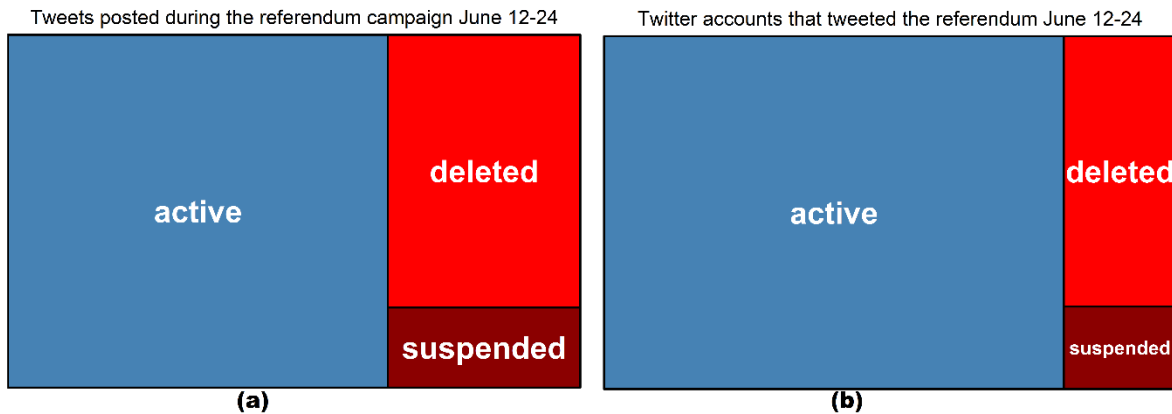 Tweets posted during the referendum campaign June 12-24
active
deleted
suspended
(a)
Twitter accounts that tweeted the referendum June 12-24
active
deleted
suspended
(b)